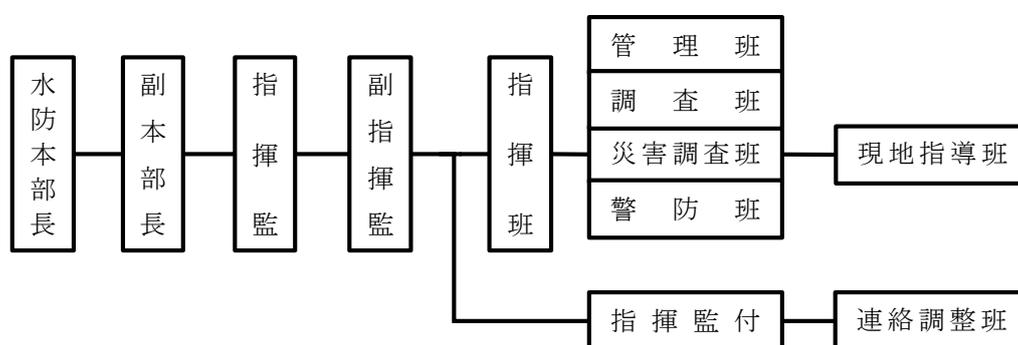 水防本部長
副本部長
指揮監
副指揮監
指揮班
管理班
調査班
災害調査班
警防班
現地指導班
指揮監付
連絡調整班